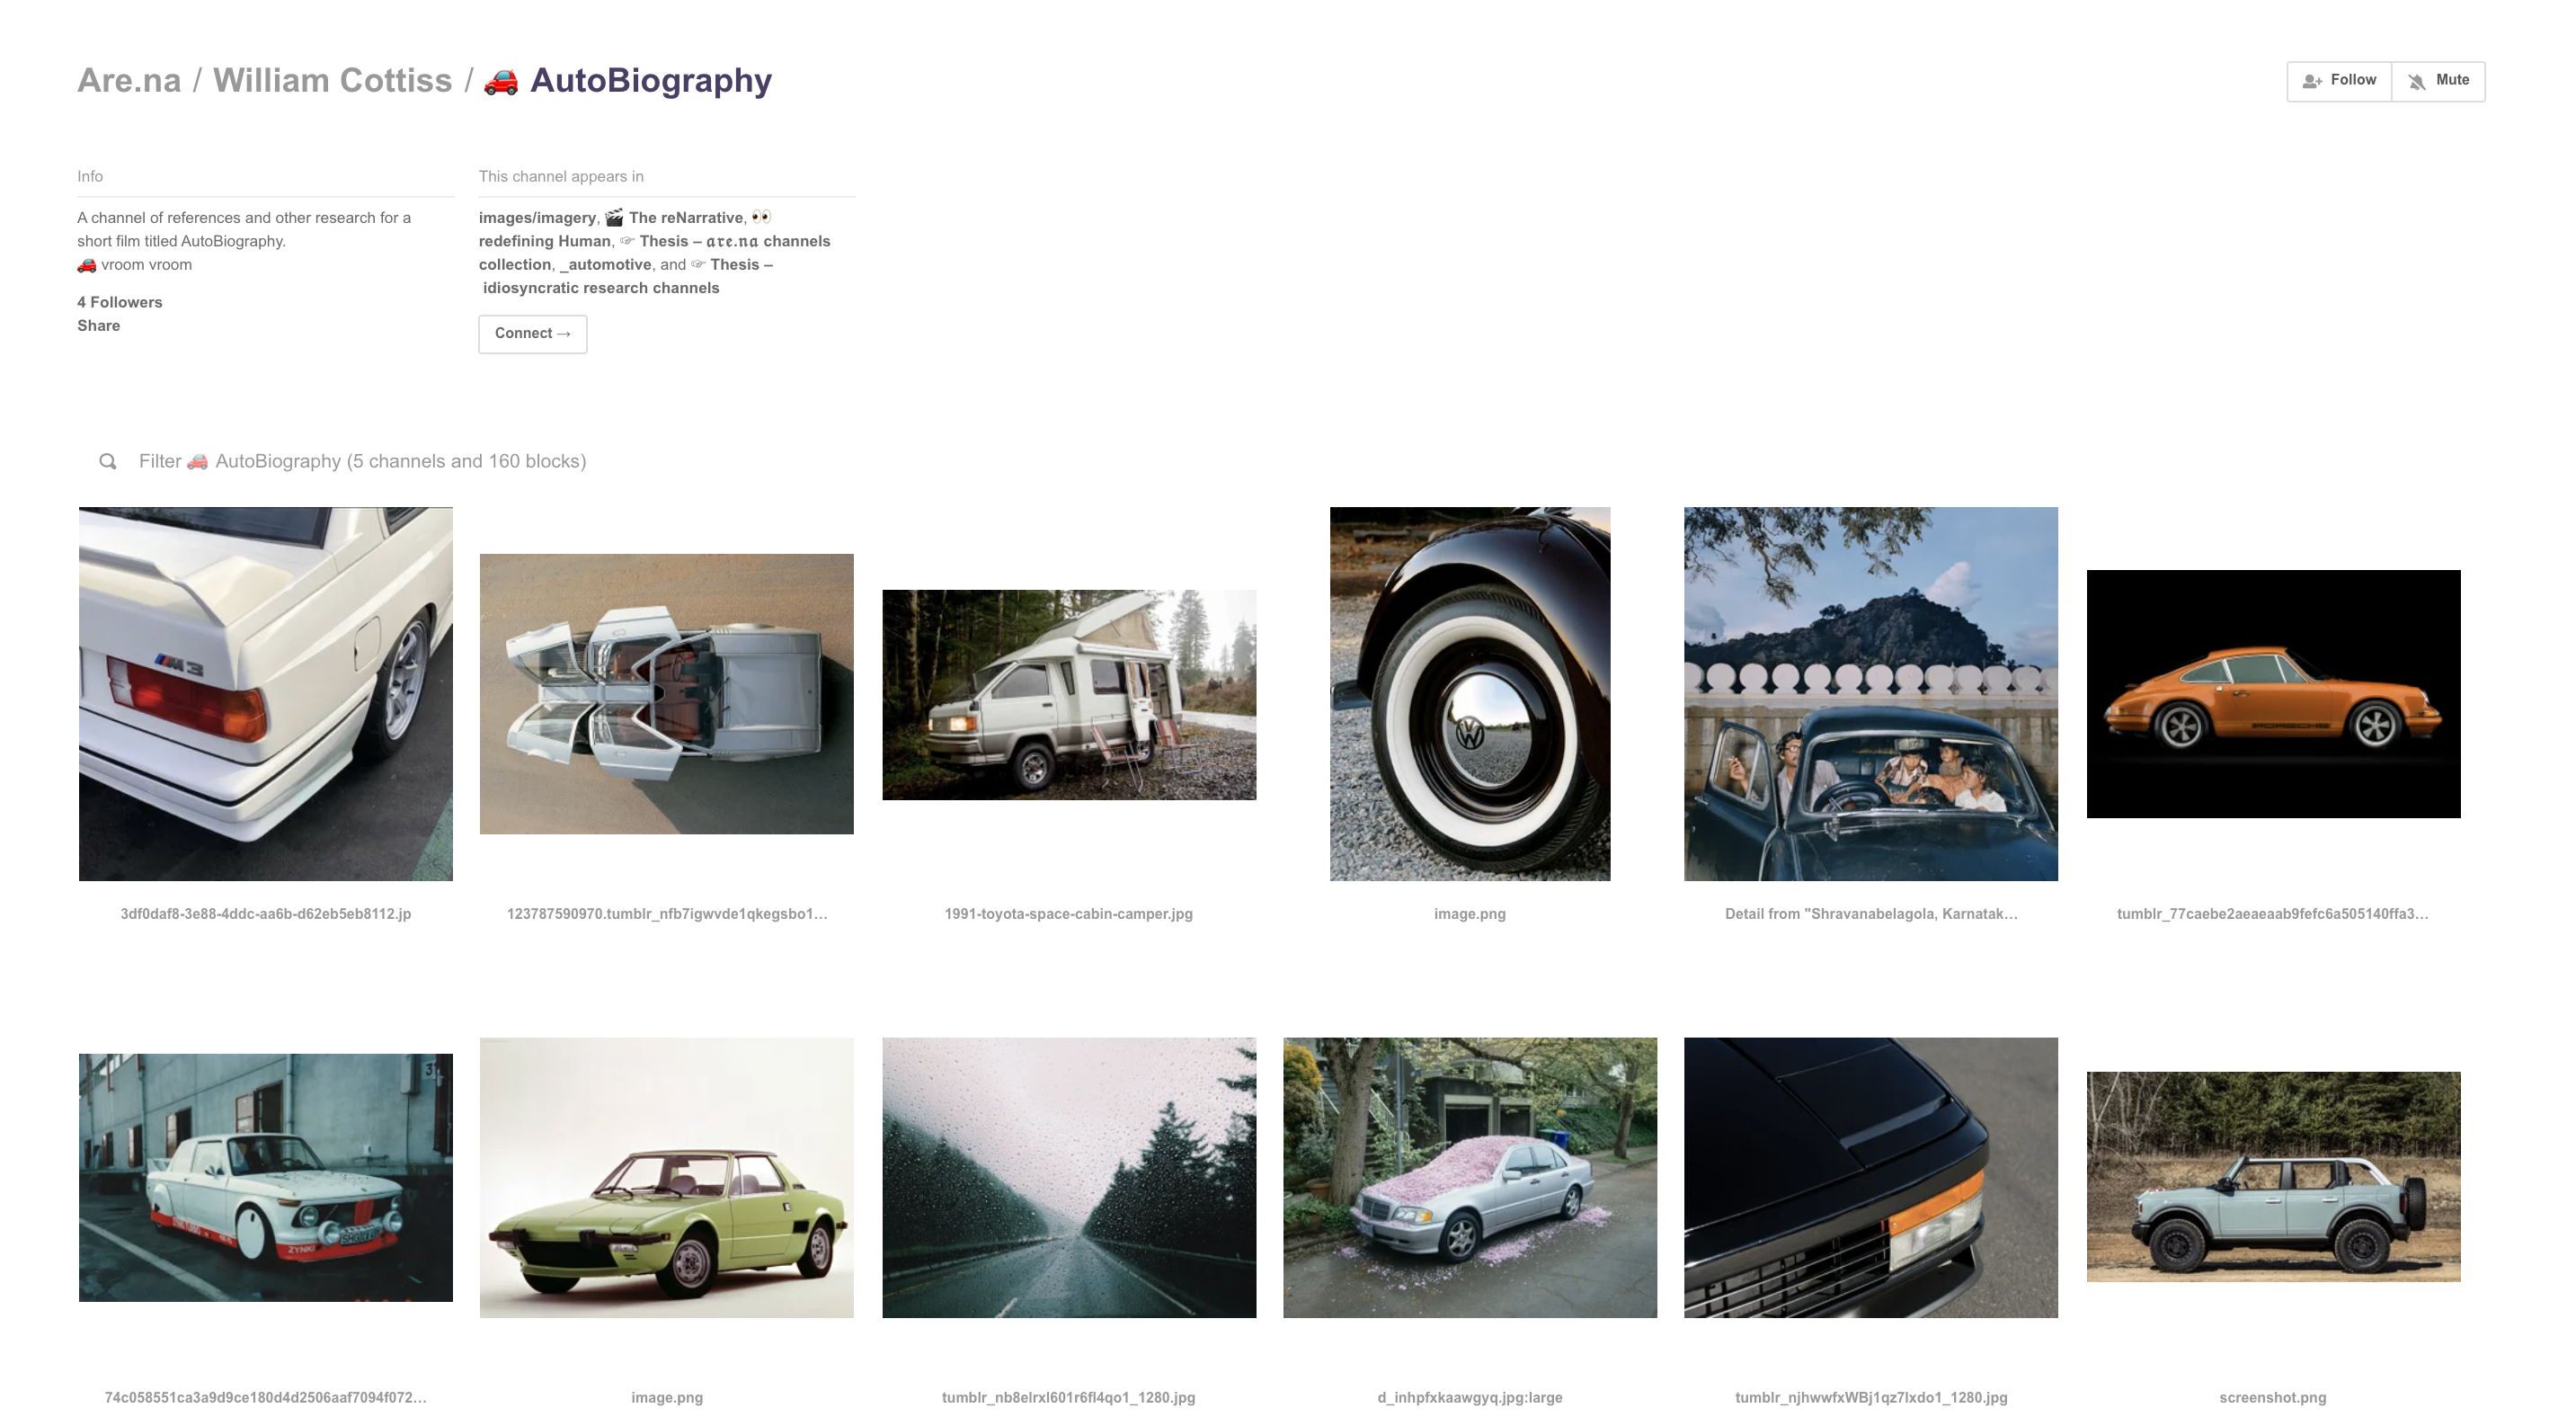 Are.na / William Cottiss / 🚗 AutoBiography
Follow
Mute
Info
A channel of references and other research for a
short film titled AutoBiography.
🚗 vroom vroom
4 Followers
Share
This channel appears in
images/imagery, 🎬 The reNarrative, 👀
redefining Human, ☞ Thesis – 𝖆𝖗𝖊.𝖓𝖆 channels
collection, _automotive, and ☞ Thesis –
idiosyncratic research channels
Connect →
Filter 🚗 AutoBiography (5 channels and 160 blocks)
M3
PORSCHE
3df0daf8-3e88-4ddc-aa6b-d62eb5eb8112.jp
123787590970.tumblr_nfb7igwvde1qkegsbo1…
1991-toyota-space-cabin-camper.jpg
image.png
Detail from "Shravanabelagola, Karnatak…
tumblr_77caebe2aeaeaab9fefc6a505140ffa3…
74c058551ca3a9d9ce180d4d2506aaf7094f072…
image.png
tumblr_nb8elrxl601r6fl4qo1_1280.jpg
d_inhpfxkaawgyq.jpg:large
tumblr_njhwwfxWBj1qz7lxdo1_1280.jpg
screenshot.png